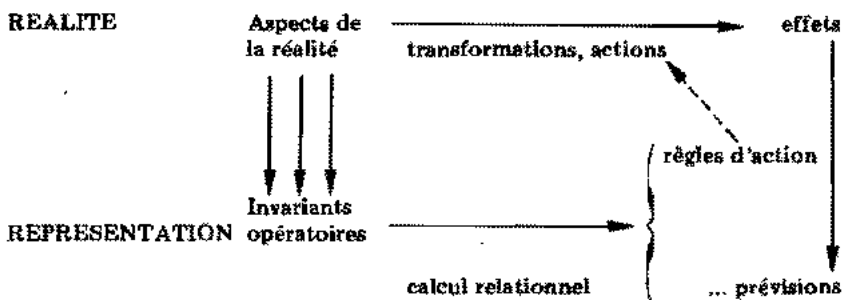 REALITE Aspects de effets
la réalité transformations, actions
règles d'action
Invariants
REPRESENTATION opératoires
calcul relationnel ... prévisions